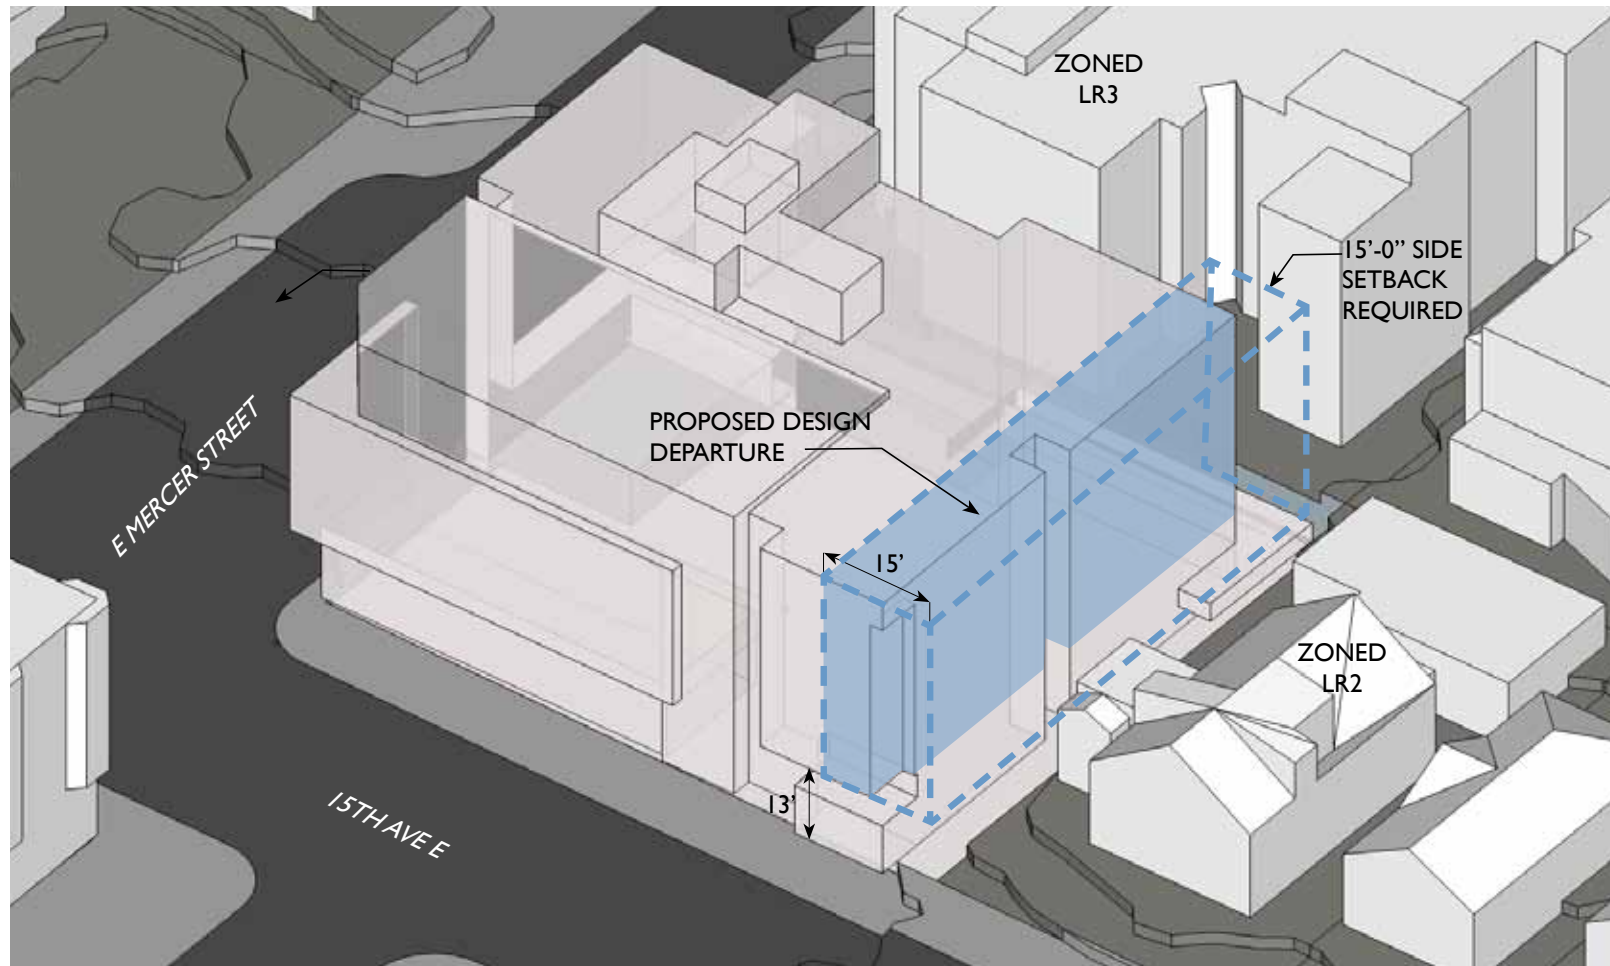 ZONED
LR3
15'-0" SIDE
SETBACK
REQUIRED
PROPOSED DESIGN
DEPARTURE
E MERCER STREET
15'
ZONED
LR2
13'
15TH AVE E